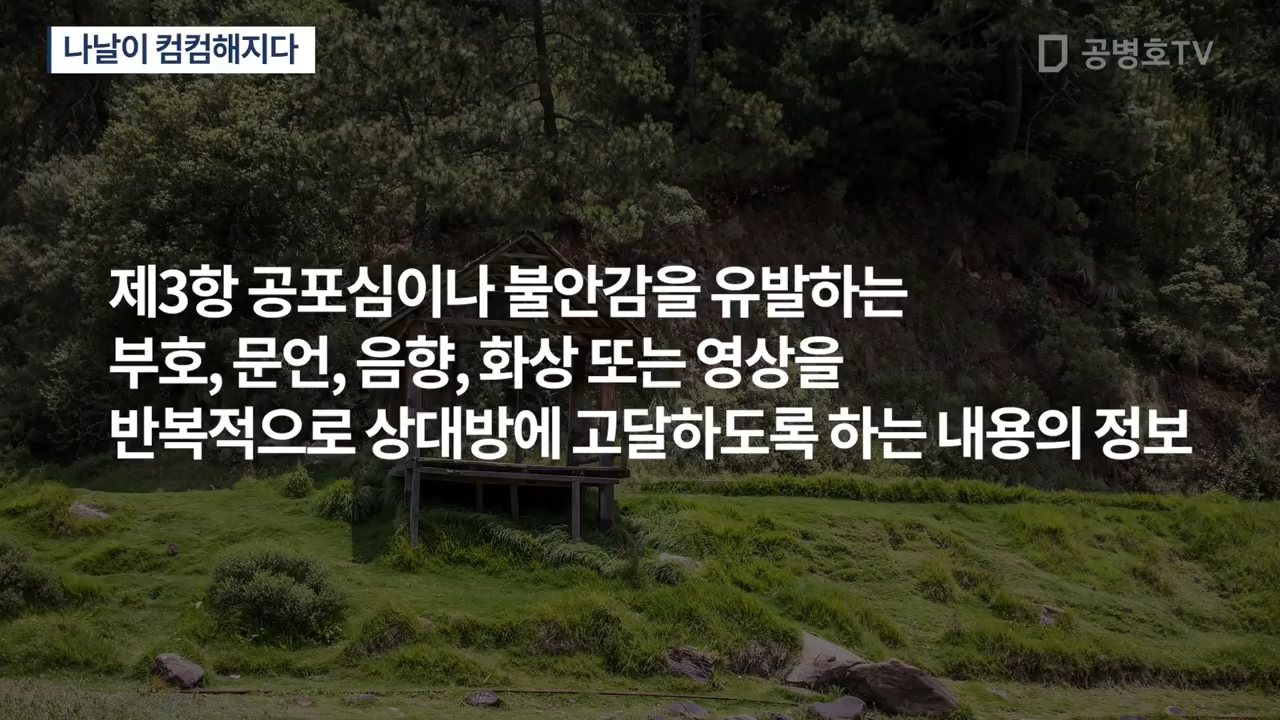 나날이 컴컴해지다
공병호TV
제3항 공포심이나 불안감을 유발하는
부호, 문언, 음향, 화상 또는 영상을
반복적으로 상대방에 고달하도록 하는 내용의 정보